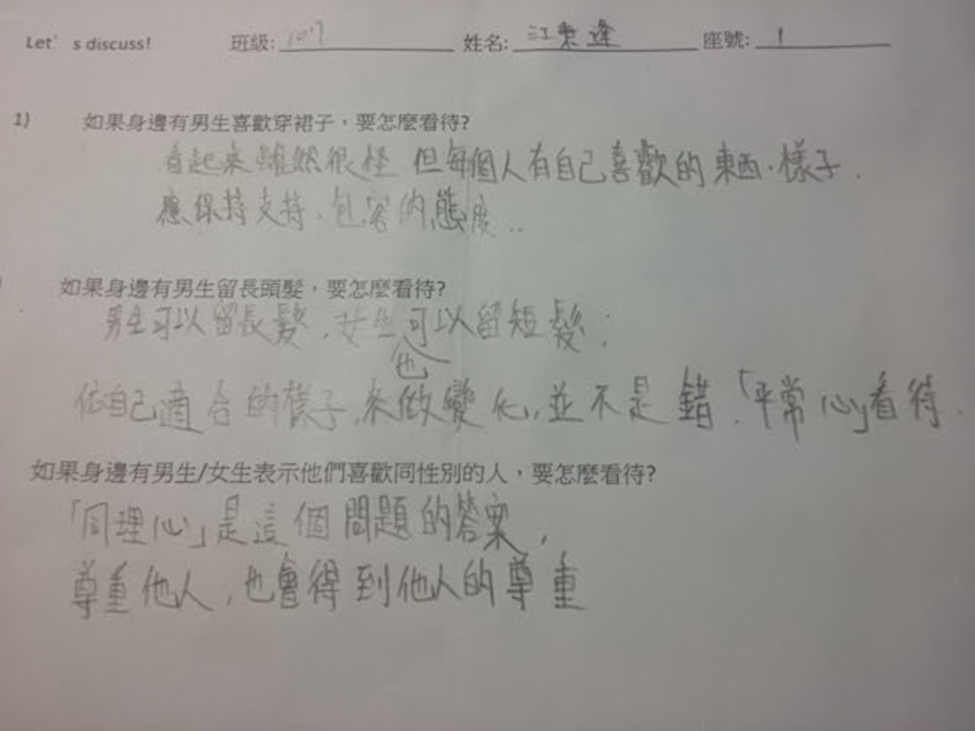 Let's discuss! 班級: 107 姓名: 江秉逢 座號: 1
1) 如果身邊有男生喜歡穿裙子，要怎麼看待?
看起來雖然很怪 但每個人有自己喜歡的東西.樣子.
應保持支持.包容的態度..
如果身邊有男生留長頭髮，要怎麼看待?
男生可以留長髮.女生也可以留短髮;
依自己適合的樣子.來做變化,並不是錯.「平常心」看待.
如果身邊有男生/女生表示他們喜歡同性別的人，要怎麼看待?
「同理心」是這個問題的答案,
尊重他人,也會得到他人的尊重